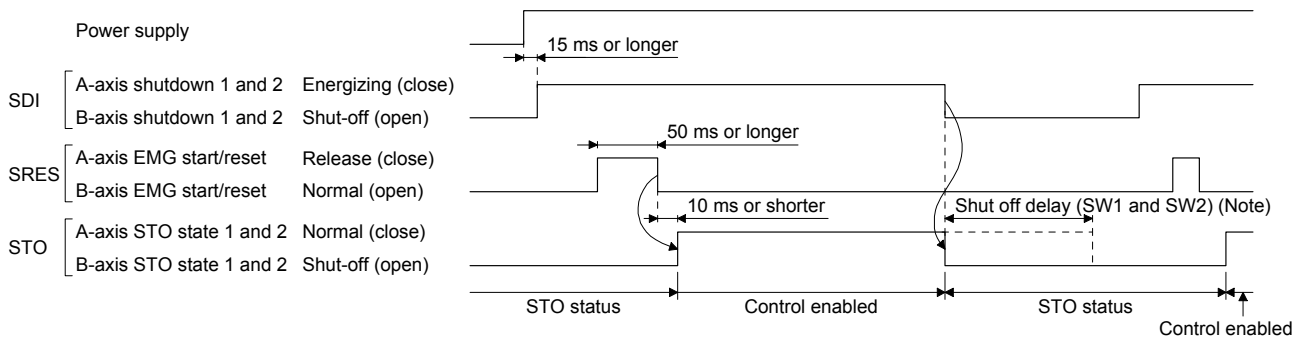 Power supply
15 ms or longer
SDI
A-axis shutdown 1 and 2 Energizing (close)
B-axis shutdown 1 and 2 Shut-off (open)
50 ms or longer
SRES
A-axis EMG start/reset Release (close)
B-axis EMG start/reset Normal (open)
10 ms or shorter
Shut off delay (SW1 and SW2) (Note)
STO
A-axis STO state 1 and 2 Normal (close)
B-axis STO state 1 and 2 Shut-off (open)
STO status
Control enabled
STO status
Control enabled